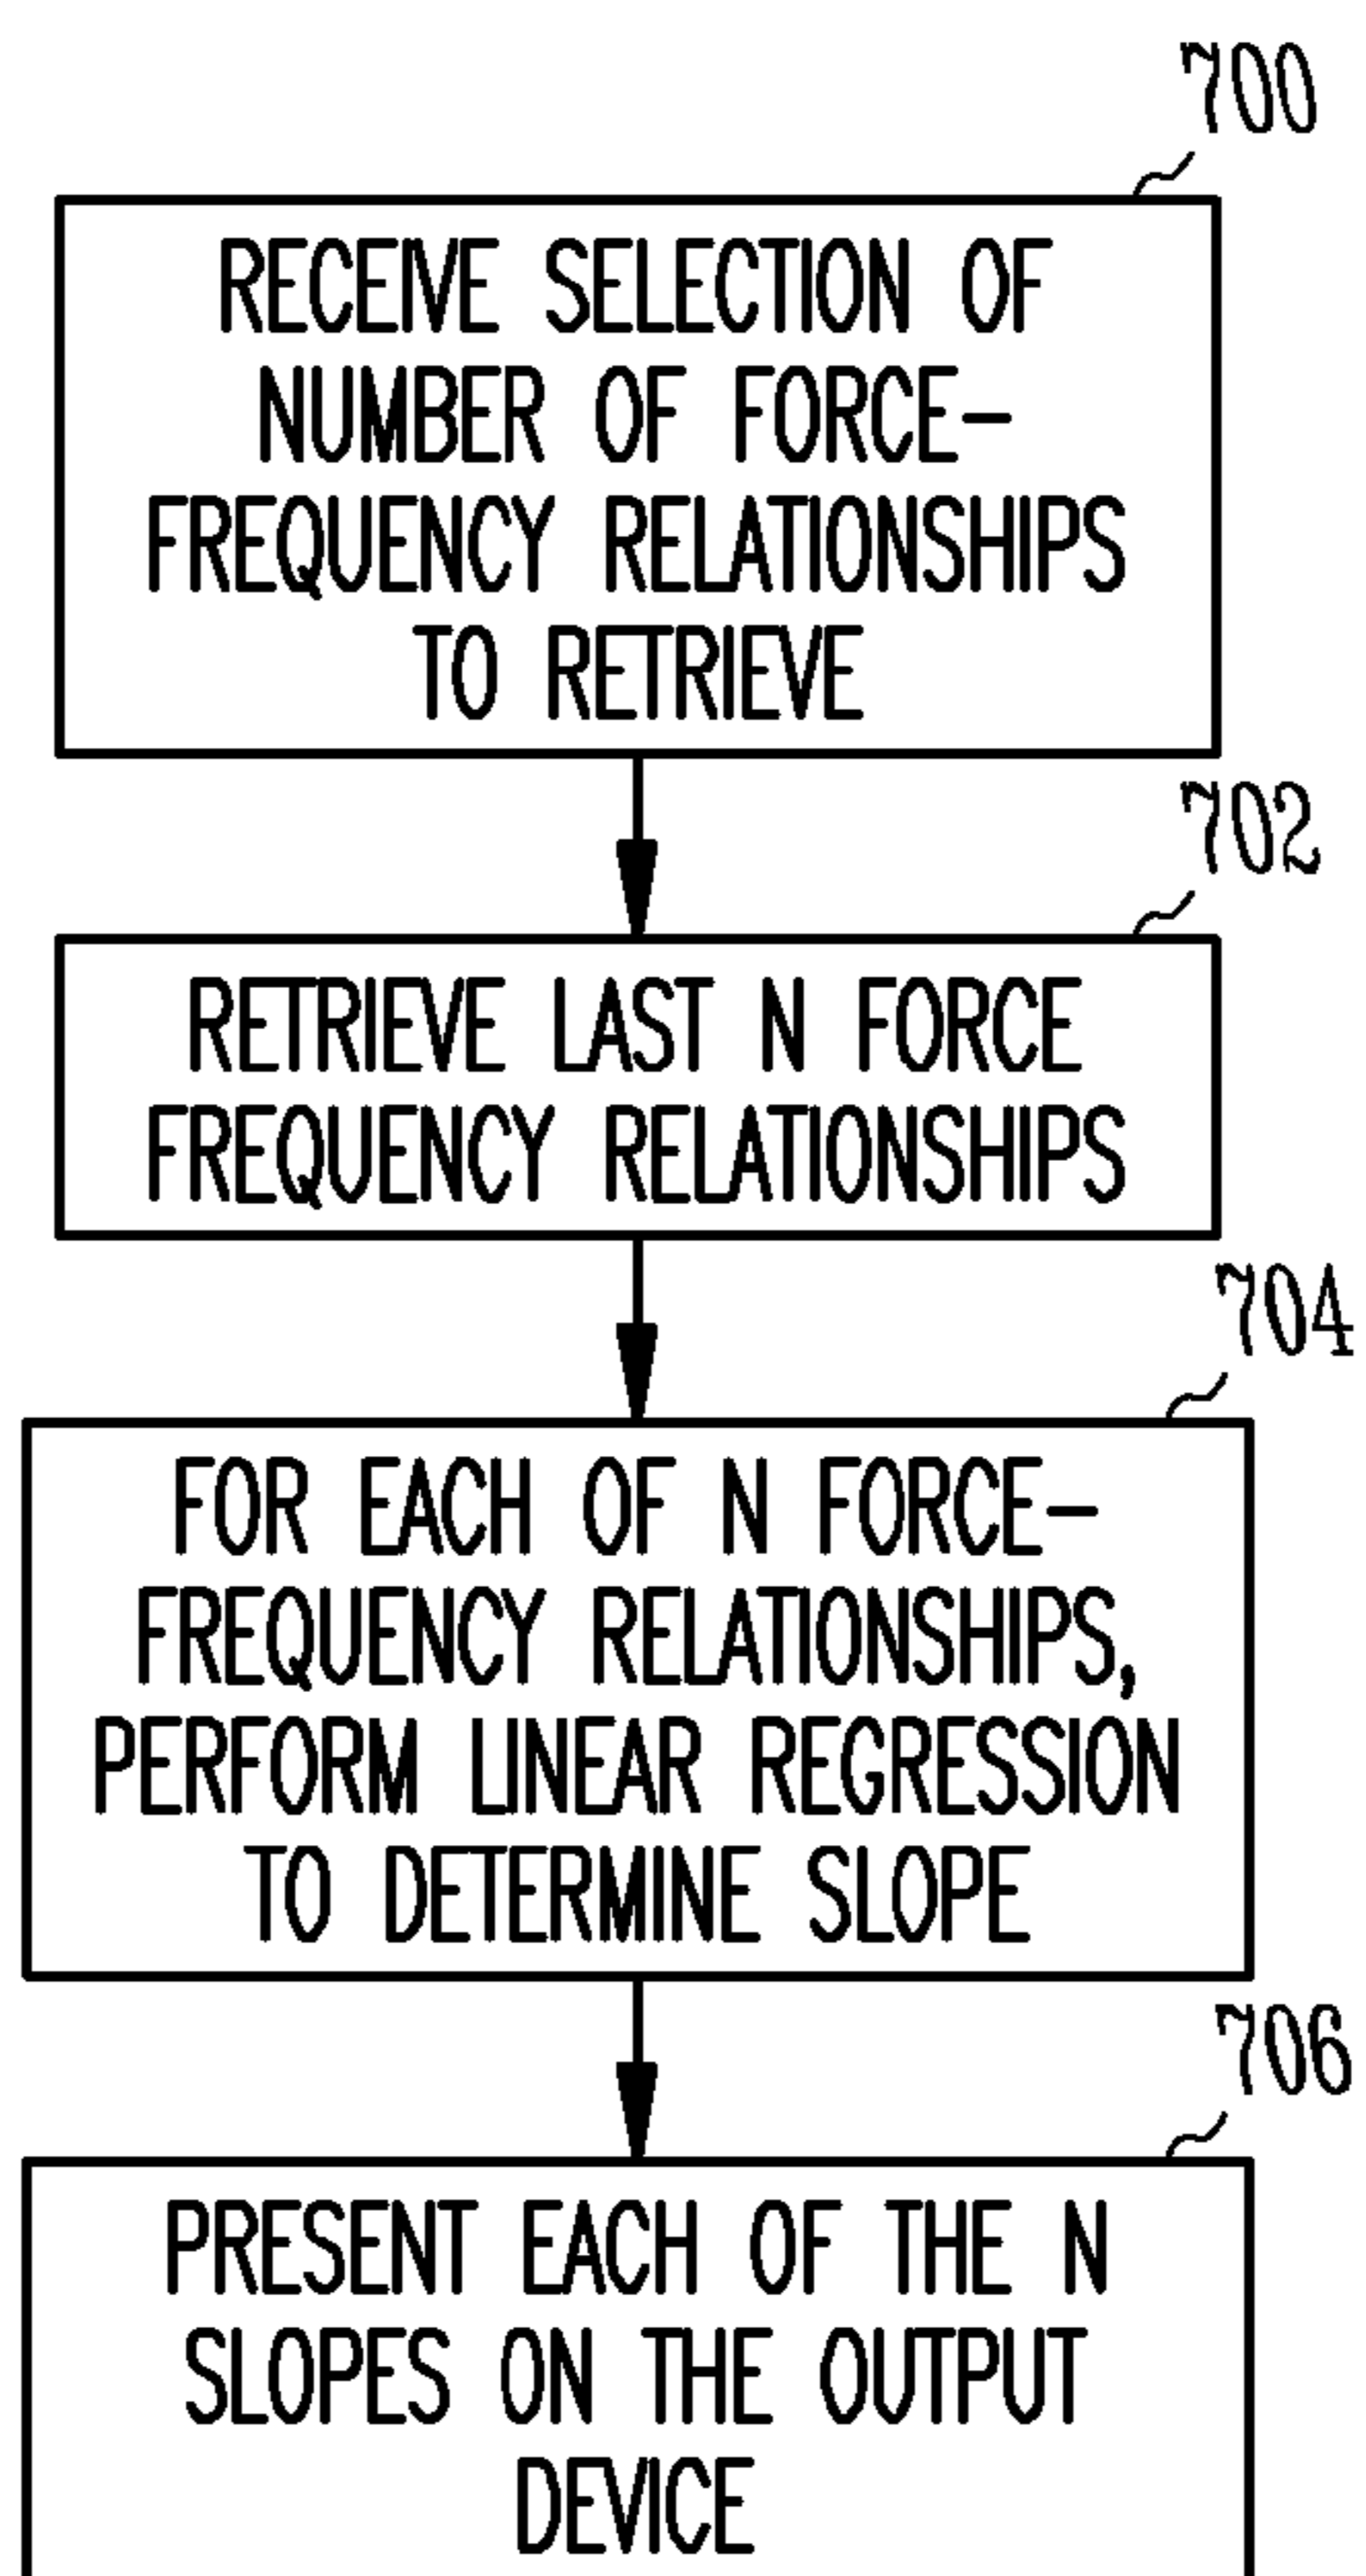 700
RECEIVE SELECTION OF
NUMBER OF FORCE-
FREQUENCY RELATIONSHIPS
TO RETRIEVE
702
RETRIEVE LAST N FORCE
FREQUENCY RELATIONSHIPS
704
FOR EACH OF N FORCE-
FREQUENCY RELATIONSHIPS,
PERFORM LINEAR REGRESSION
TO DETERMINE SLOPE
706
PRESENT EACH OF THE N
SLOPES ON THE OUTPUT
DEVICE